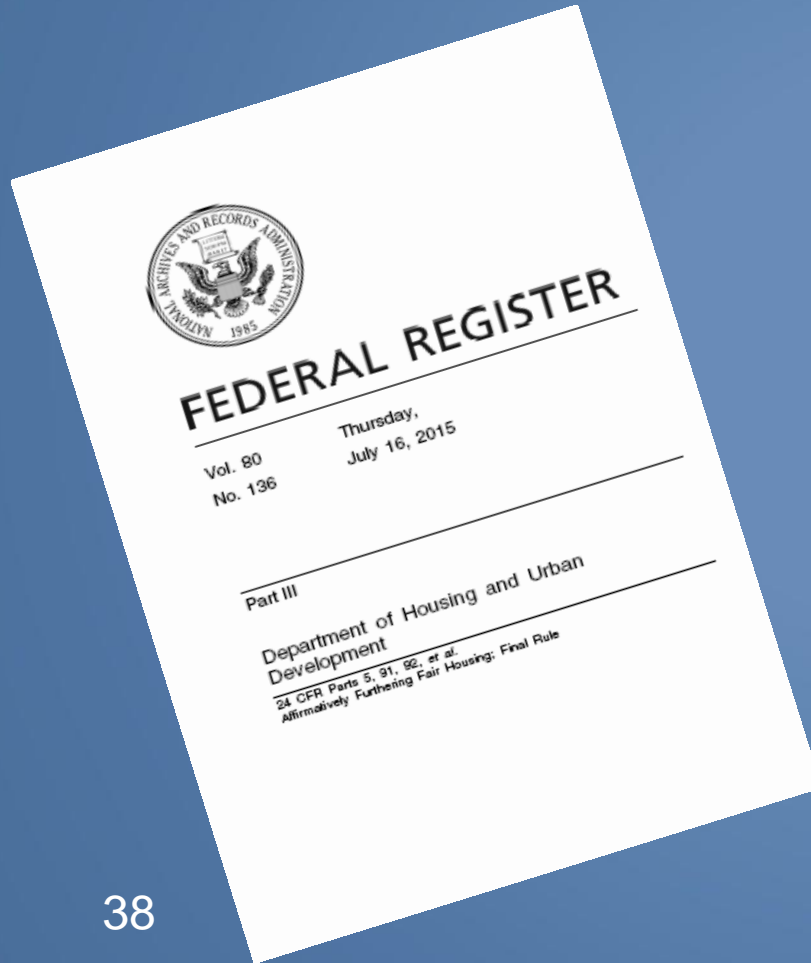 NATIONAL ARCHIVES AND RECORDS ADMINISTRATION
1985
FEDERAL REGISTER
Vol. 80
No. 136
Thursday,
July 16, 2015
Part III
Department of Housing and Urban
Development
24 CFR Parts 5, 91, 92, et al.
Affirmatively Furthering Fair Housing; Final Rule
38